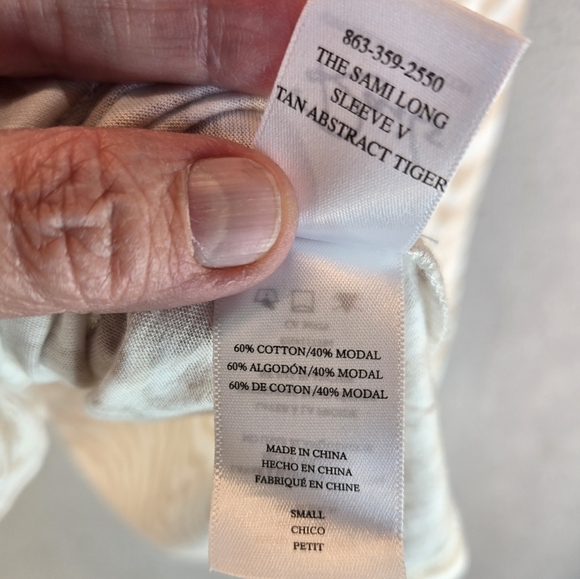 863-359-2550
THE SAMI LONG
SLEEVE V
TAN ABSTRACT TIGER
60% COTTON/40% MODAL
60% ALGODÓN/40% MODAL
60% DE COTON/40% MODAL
MADE IN CHINA
HECHO EN CHINA
FABRIQUÉ EN CHINE
SMALL
CHICO
PETIT